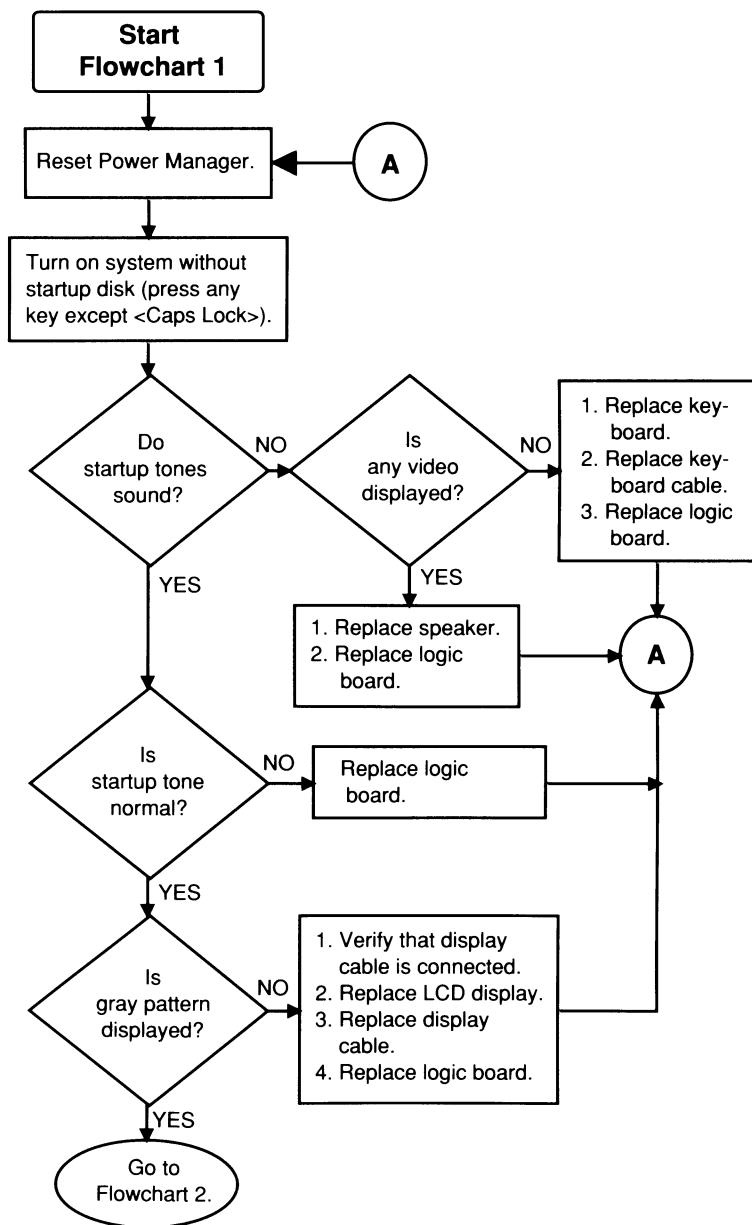 Start
Flowchart 1
Reset Power Manager.
A
Turn on system without
startup disk (press any
key except <Caps Lock>).
Do
startup tones
sound?
NO
Is
any video
displayed?
NO
1. Replace key-
board.
2. Replace key-
board cable.
3. Replace logic
board.
YES
YES
1. Replace speaker.
2. Replace logic
board.
A
Is
startup tone
normal?
NO
Replace logic
board.
YES
Is
gray pattern
displayed?
NO
1. Verify that display
cable is connected.
2. Replace LCD display.
3. Replace display
cable.
4. Replace logic board.
YES
Go to
Flowchart 2.